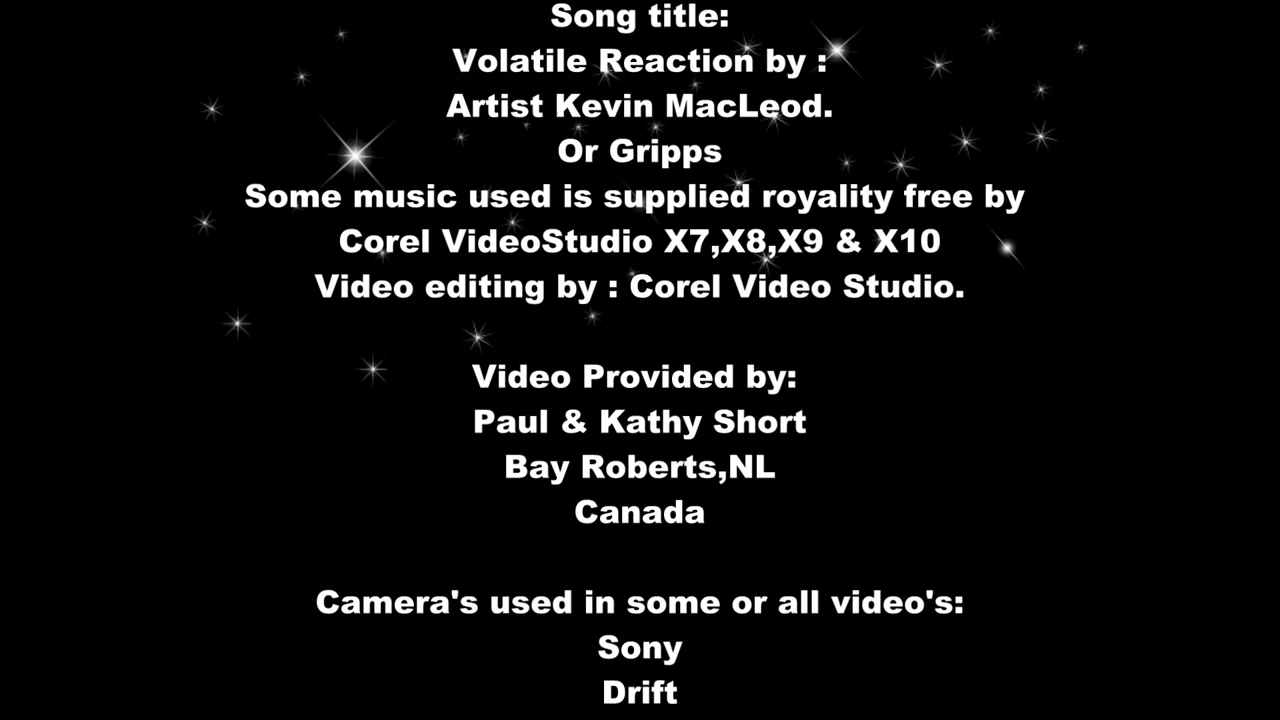 Song title:
Volatile Reaction by :
Artist Kevin MacLeod.
Or Gripps
Some music used is supplied royality free by
Corel VideoStudio X7,X8,X9 & X10
Video editing by : Corel Video Studio.
Video Provided by:
Paul & Kathy Short
Bay Roberts,NL
Canada
Camera's used in some or all video's:
Sony
Drift